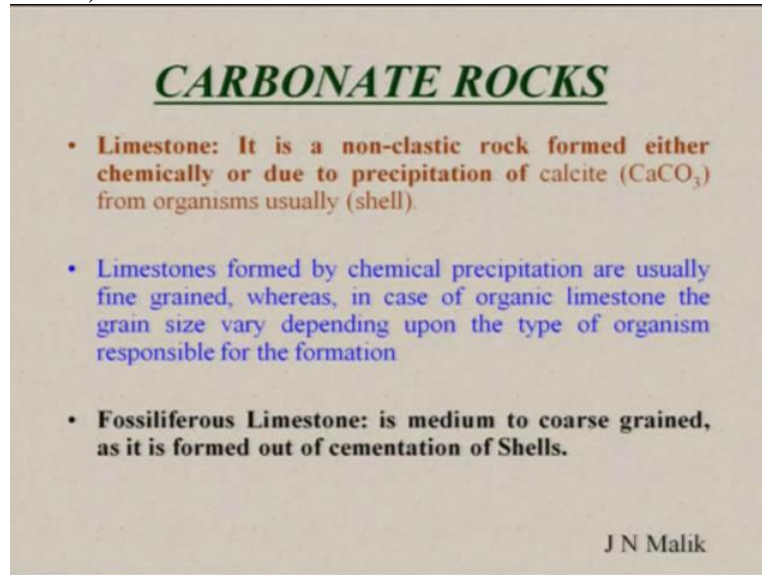 CARBONATE ROCKS
• Limestone: It is a non-clastic rock formed either
chemically or due to precipitation of calcite (CaCO₃)
from organisms usually (shell).
• Limestones formed by chemical precipitation are usually
fine grained, whereas, in case of organic limestone the
grain size vary depending upon the type of organism
responsible for the formation
• Fossiliferous Limestone: is medium to coarse grained,
as it is formed out of cementation of Shells.
J N Malik